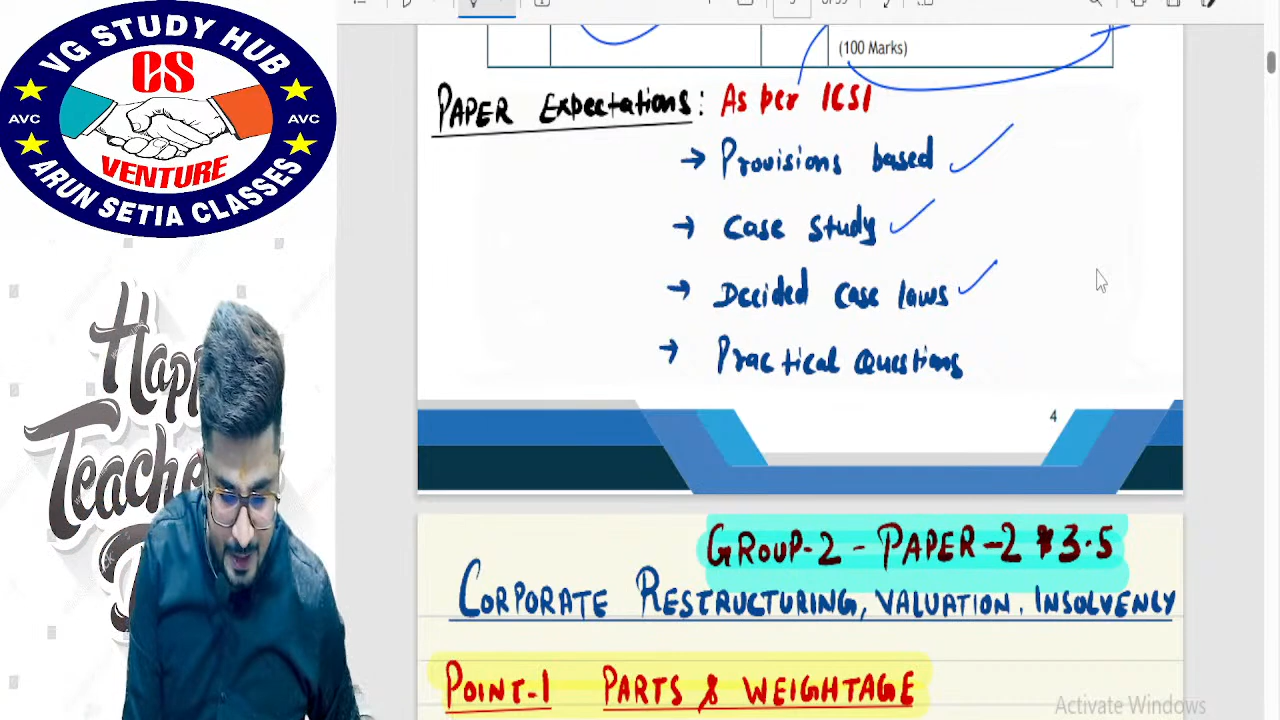 VG STUDY HUB
CS
AVC
AVC
VENTURE
ARUN SETIA CLASSES
(100 Marks)
PAPER Expectations: As per ICSI
→ Provisions based
→ Case Study
→ Decided Case laws
→ Practical Questions
4
GROUP-2 - PAPER-2 * 3.5
CORPORATE RESTRUCTURING, VALUATION. INSOLVENCY
POINT-1 PARTS & WEIGHTAGE
Activate Windows